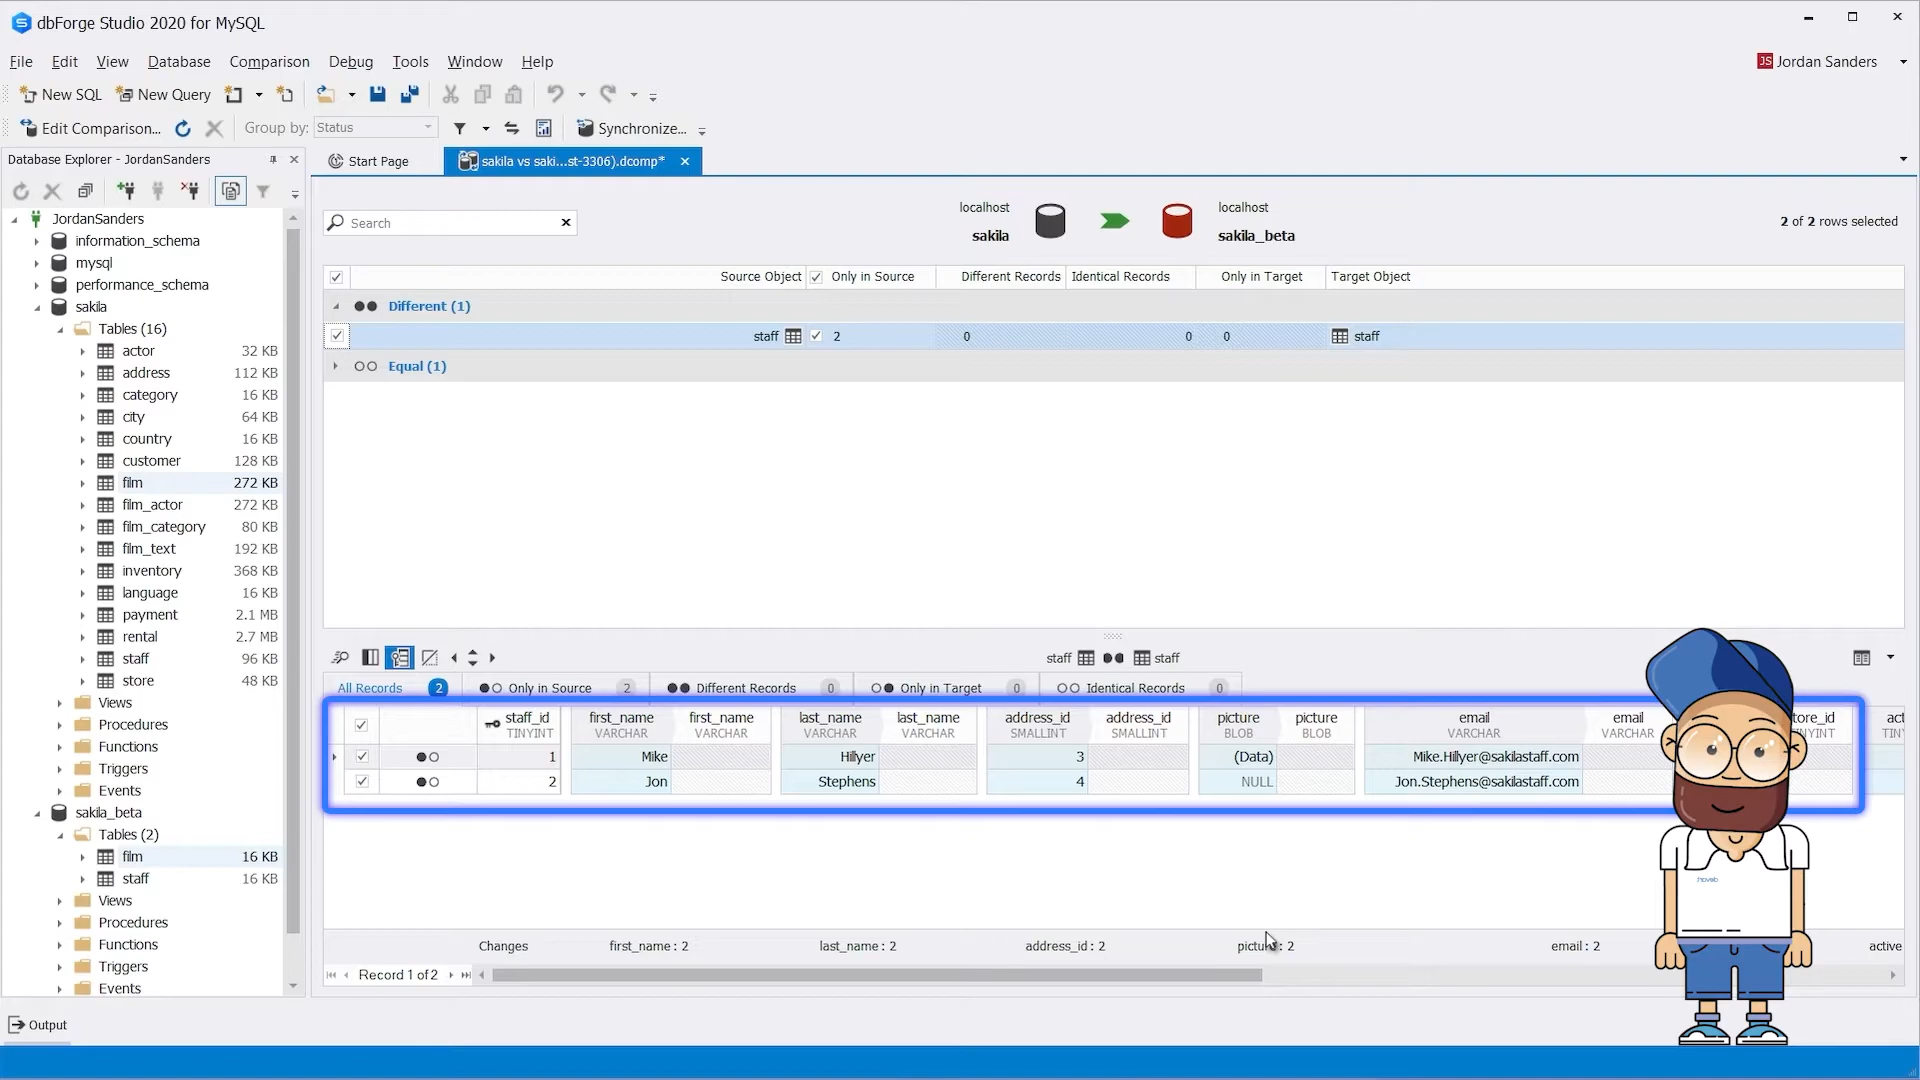 dbForge Studio 2020 for MySQL
File Edit View Database Comparison Debug Tools Window Help
JS Jordan Sanders
New SQL New Query
Edit Comparison... Group by: Status Synchronize...
Database Explorer - JordanSanders
Start Page
sakila vs saki...st-3306).dcomp*
JordanSanders
information_schema
mysql
performance_schema
sakila
Tables (16)
actor 32 KB
address 112 KB
category 16 KB
city 64 KB
country 16 KB
customer 128 KB
film 272 KB
film_actor 272 KB
film_category 80 KB
film_text 192 KB
inventory 368 KB
language 16 KB
payment 2.1 MB
rental 2.7 MB
staff 96 KB
store 48 KB
Views
Procedures
Functions
Triggers
Events
sakila_beta
Tables (2)
film 16 KB
staff 16 KB
Views
Procedures
Functions
Triggers
Events
Search
localhost
sakila
localhost
sakila_beta
2 of 2 rows selected
Source Object Only in Source Different Records Identical Records Only in Target Target Object
Different (1)
staff 2 0 0 0 staff
Equal (1)
staff staff
All Records 2 Only in Source 2 Different Records 0 Only in Target 0 Identical Records 0
staff_id first_name first_name last_name last_name address_id address_id picture picture email email tore_id act
TINYINT VARCHAR VARCHAR VARCHAR VARCHAR SMALLINT SMALLINT BLOB BLOB VARCHAR VARCHAR INYINT TIN
1 Mike Hillyer 3 (Data) Mike.Hillyer@sakilastaff.com
2 Jon Stephens 4 NULL Jon.Stephens@sakilastaff.com
Changes first_name : 2 last_name : 2 address_id : 2 picture : 2 email : 2 active
Record 1 of 2
Output